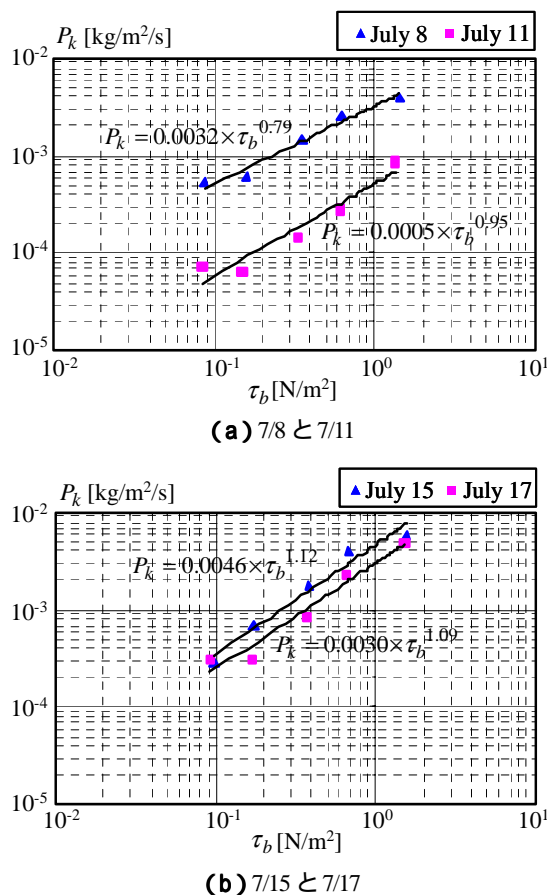 P_k [kg/m²/s]
▲ July 8 ■ July 11
10⁻²
P_k = 0.0032×τ_b^0.79
10⁻³
P_k = 0.0005×τ_b^0.95
10⁻⁴
10⁻⁵
10⁻² 10⁻¹ 10⁰ 10¹
τ_b [N/m²]
(a) 7/8 と 7/11
P_k [kg/m²/s]
▲ July 15 ■ July 17
10⁻²
P_k = 0.0046×τ_b^1.12
10⁻³
P_k = 0.0030×τ_b^1.09
10⁻⁴
10⁻⁵
10⁻² 10⁻¹ 10⁰ 10¹
τ_b [N/m²]
(b) 7/15 と 7/17